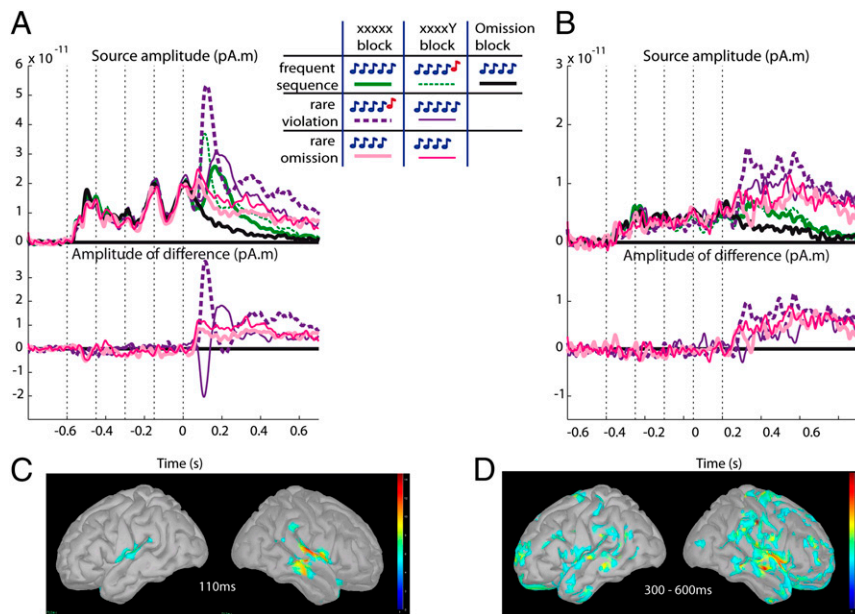 A
5 x 10-11
Source amplitude (pA.m)
4
3
2
1
0
Amplitude of difference (pA.m)
3
2
1
0
-1
-2
-0.6 -0.4 -0.2 0 0.2 0.4 0.6
Time (s)
xxxxx block
xxxxY block
Omission block
frequent sequence
rare violation
rare omission
B
3 x 10-11
Source amplitude (pA.m)
2
1
0
Amplitude of difference (pA.m)
1
0
-1
-0.6 -0.4 -0.2 0 0.2 0.4 0.6
Time (s)
C
110ms
D
300 - 600ms